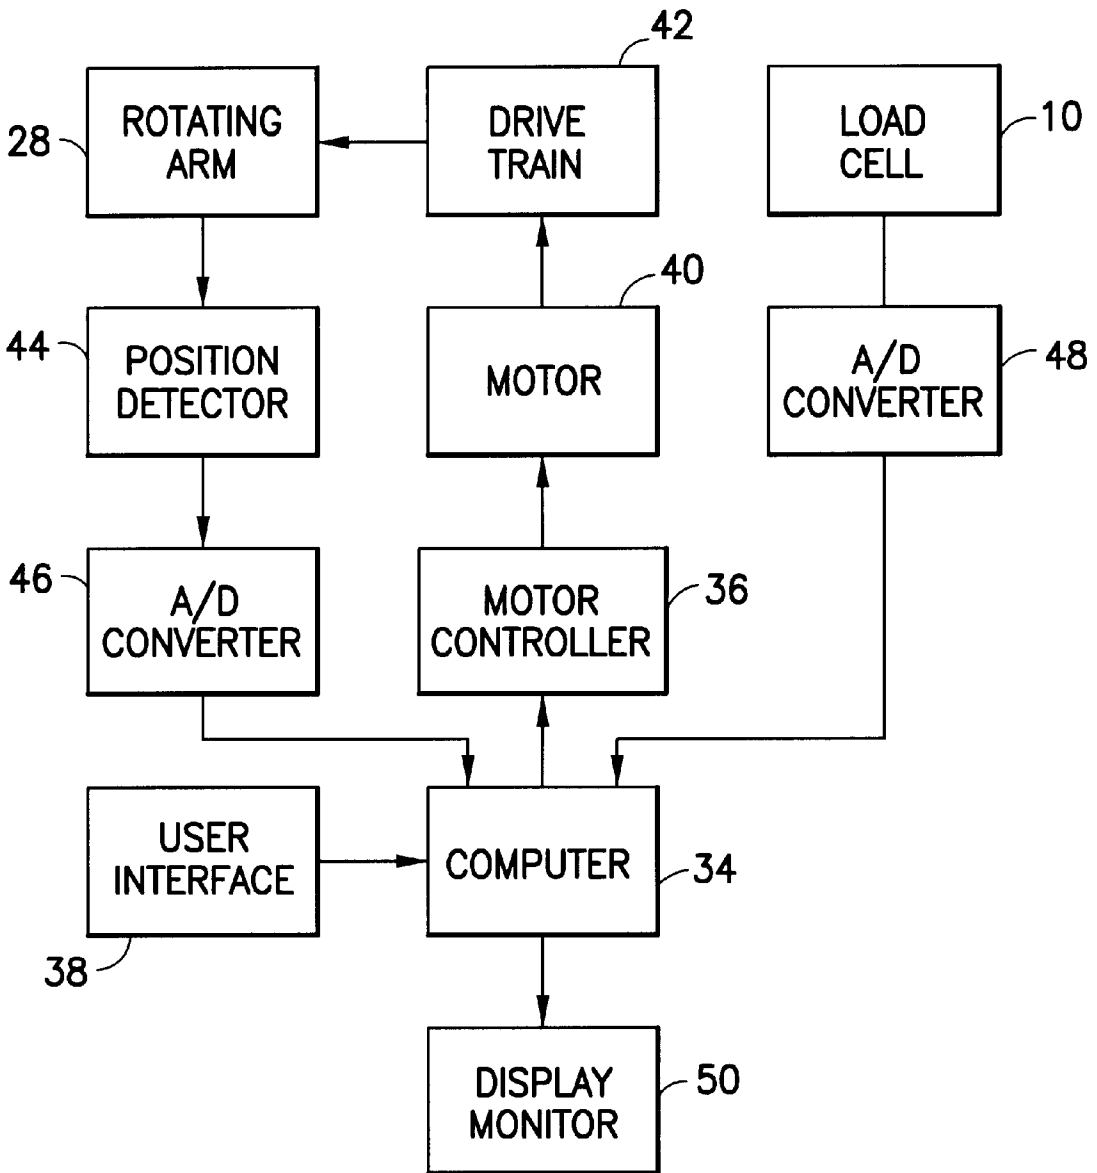 42
ROTATING
ARM
28
DRIVE
TRAIN
LOAD
CELL
10
40
44
POSITION
DETECTOR
MOTOR
A/D
CONVERTER
48
46
A/D
CONVERTER
MOTOR
CONTROLLER
36
USER
INTERFACE
38
COMPUTER
34
DISPLAY
MONITOR
50